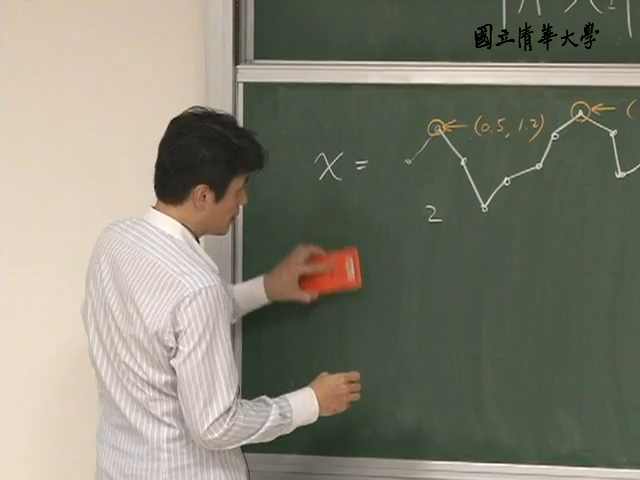 國立清華大學
(0.5, 1.2) (
x =
2